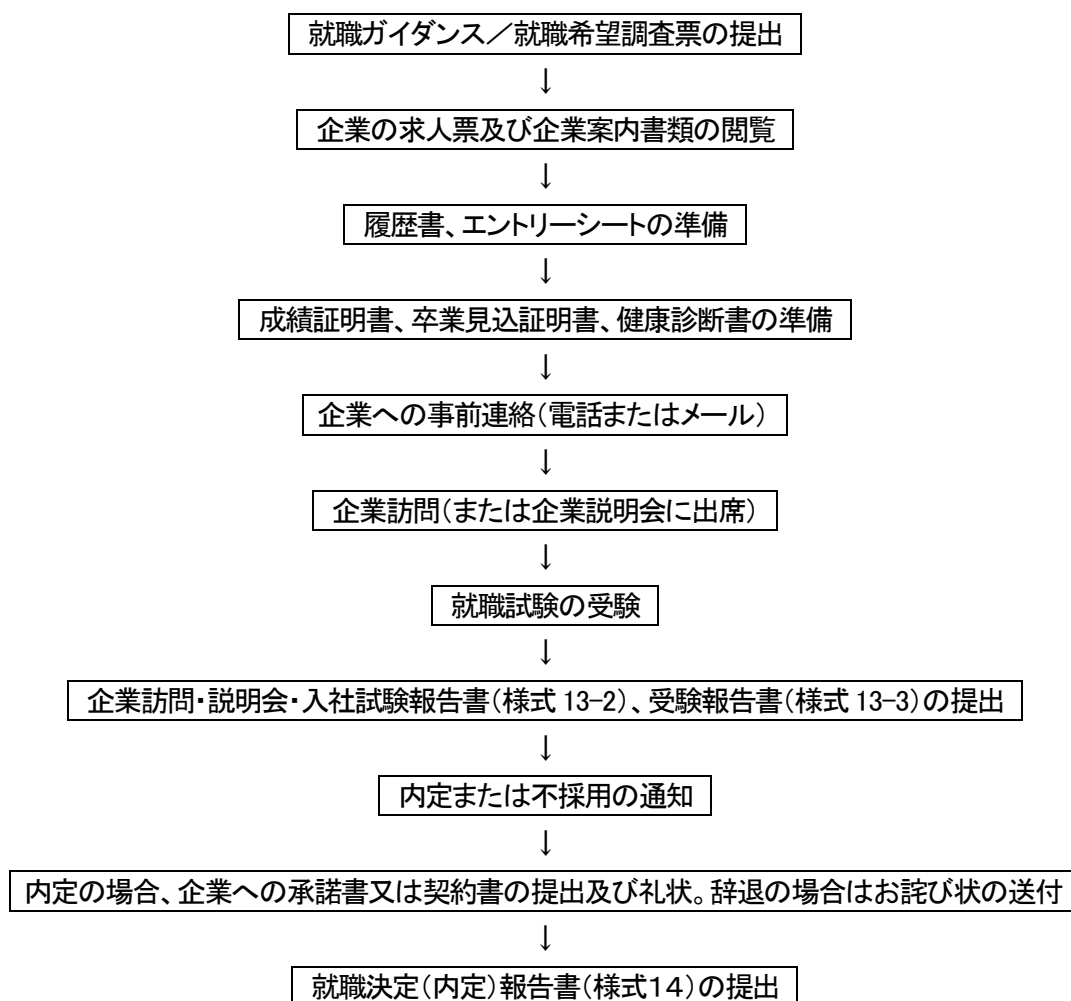 就職ガイダンス／就職希望調査票の提出
↓
企業の求人票及び企業案内書類の閲覧
↓
履歴書、エントリーシートの準備
↓
成績証明書、卒業見込証明書、健康診断書の準備
↓
企業への事前連絡（電話またはメール）
↓
企業訪問（または企業説明会に出席）
↓
就職試験の受験
↓
企業訪問・説明会・入社試験報告書（様式 13-2）、受験報告書（様式 13-3）の提出
↓
内定または不採用の通知
↓
内定の場合、企業への承諾書又は契約書の提出及び礼状。辞退の場合はお詫び状の送付
↓
就職決定（内定）報告書（様式１４）の提出